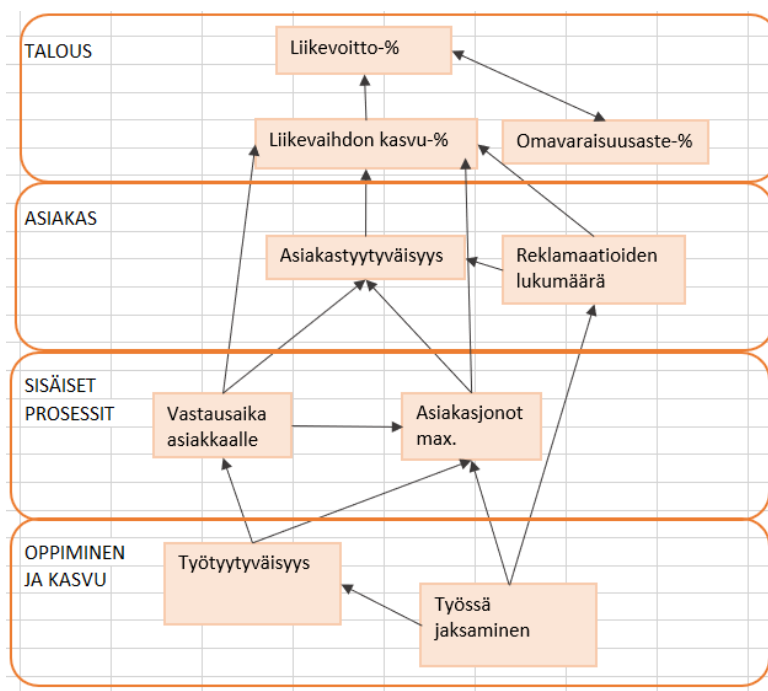 TALOUS
Liikevoitto-%
Liikevaihdon kasvu-%
Omavaraisuusaste-%
ASIAKAS
Asiakastyytyväisyys
Reklamaatioiden
lukumäärä
SISÄISET
PROSESSIT
Vastausaika
asiakkaalle
Asiakasjonot
max.
OPPIMINEN
JA KASVU
Työtyytyväisyys
Työssä
jaksaminen